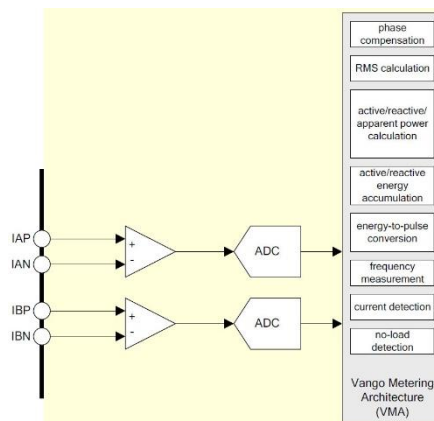 phase
compensation
RMS calculation
active/reactive/
apparent power
calculation
active/reactive
energy
accumulation
energy-to-pulse
conversion
frequency
measurement
current detection
no-load
detection
Vango Metering
Architecture
(VMA)
IAP
+
ADC
IAN
-
IBP
+
ADC
IBN
-